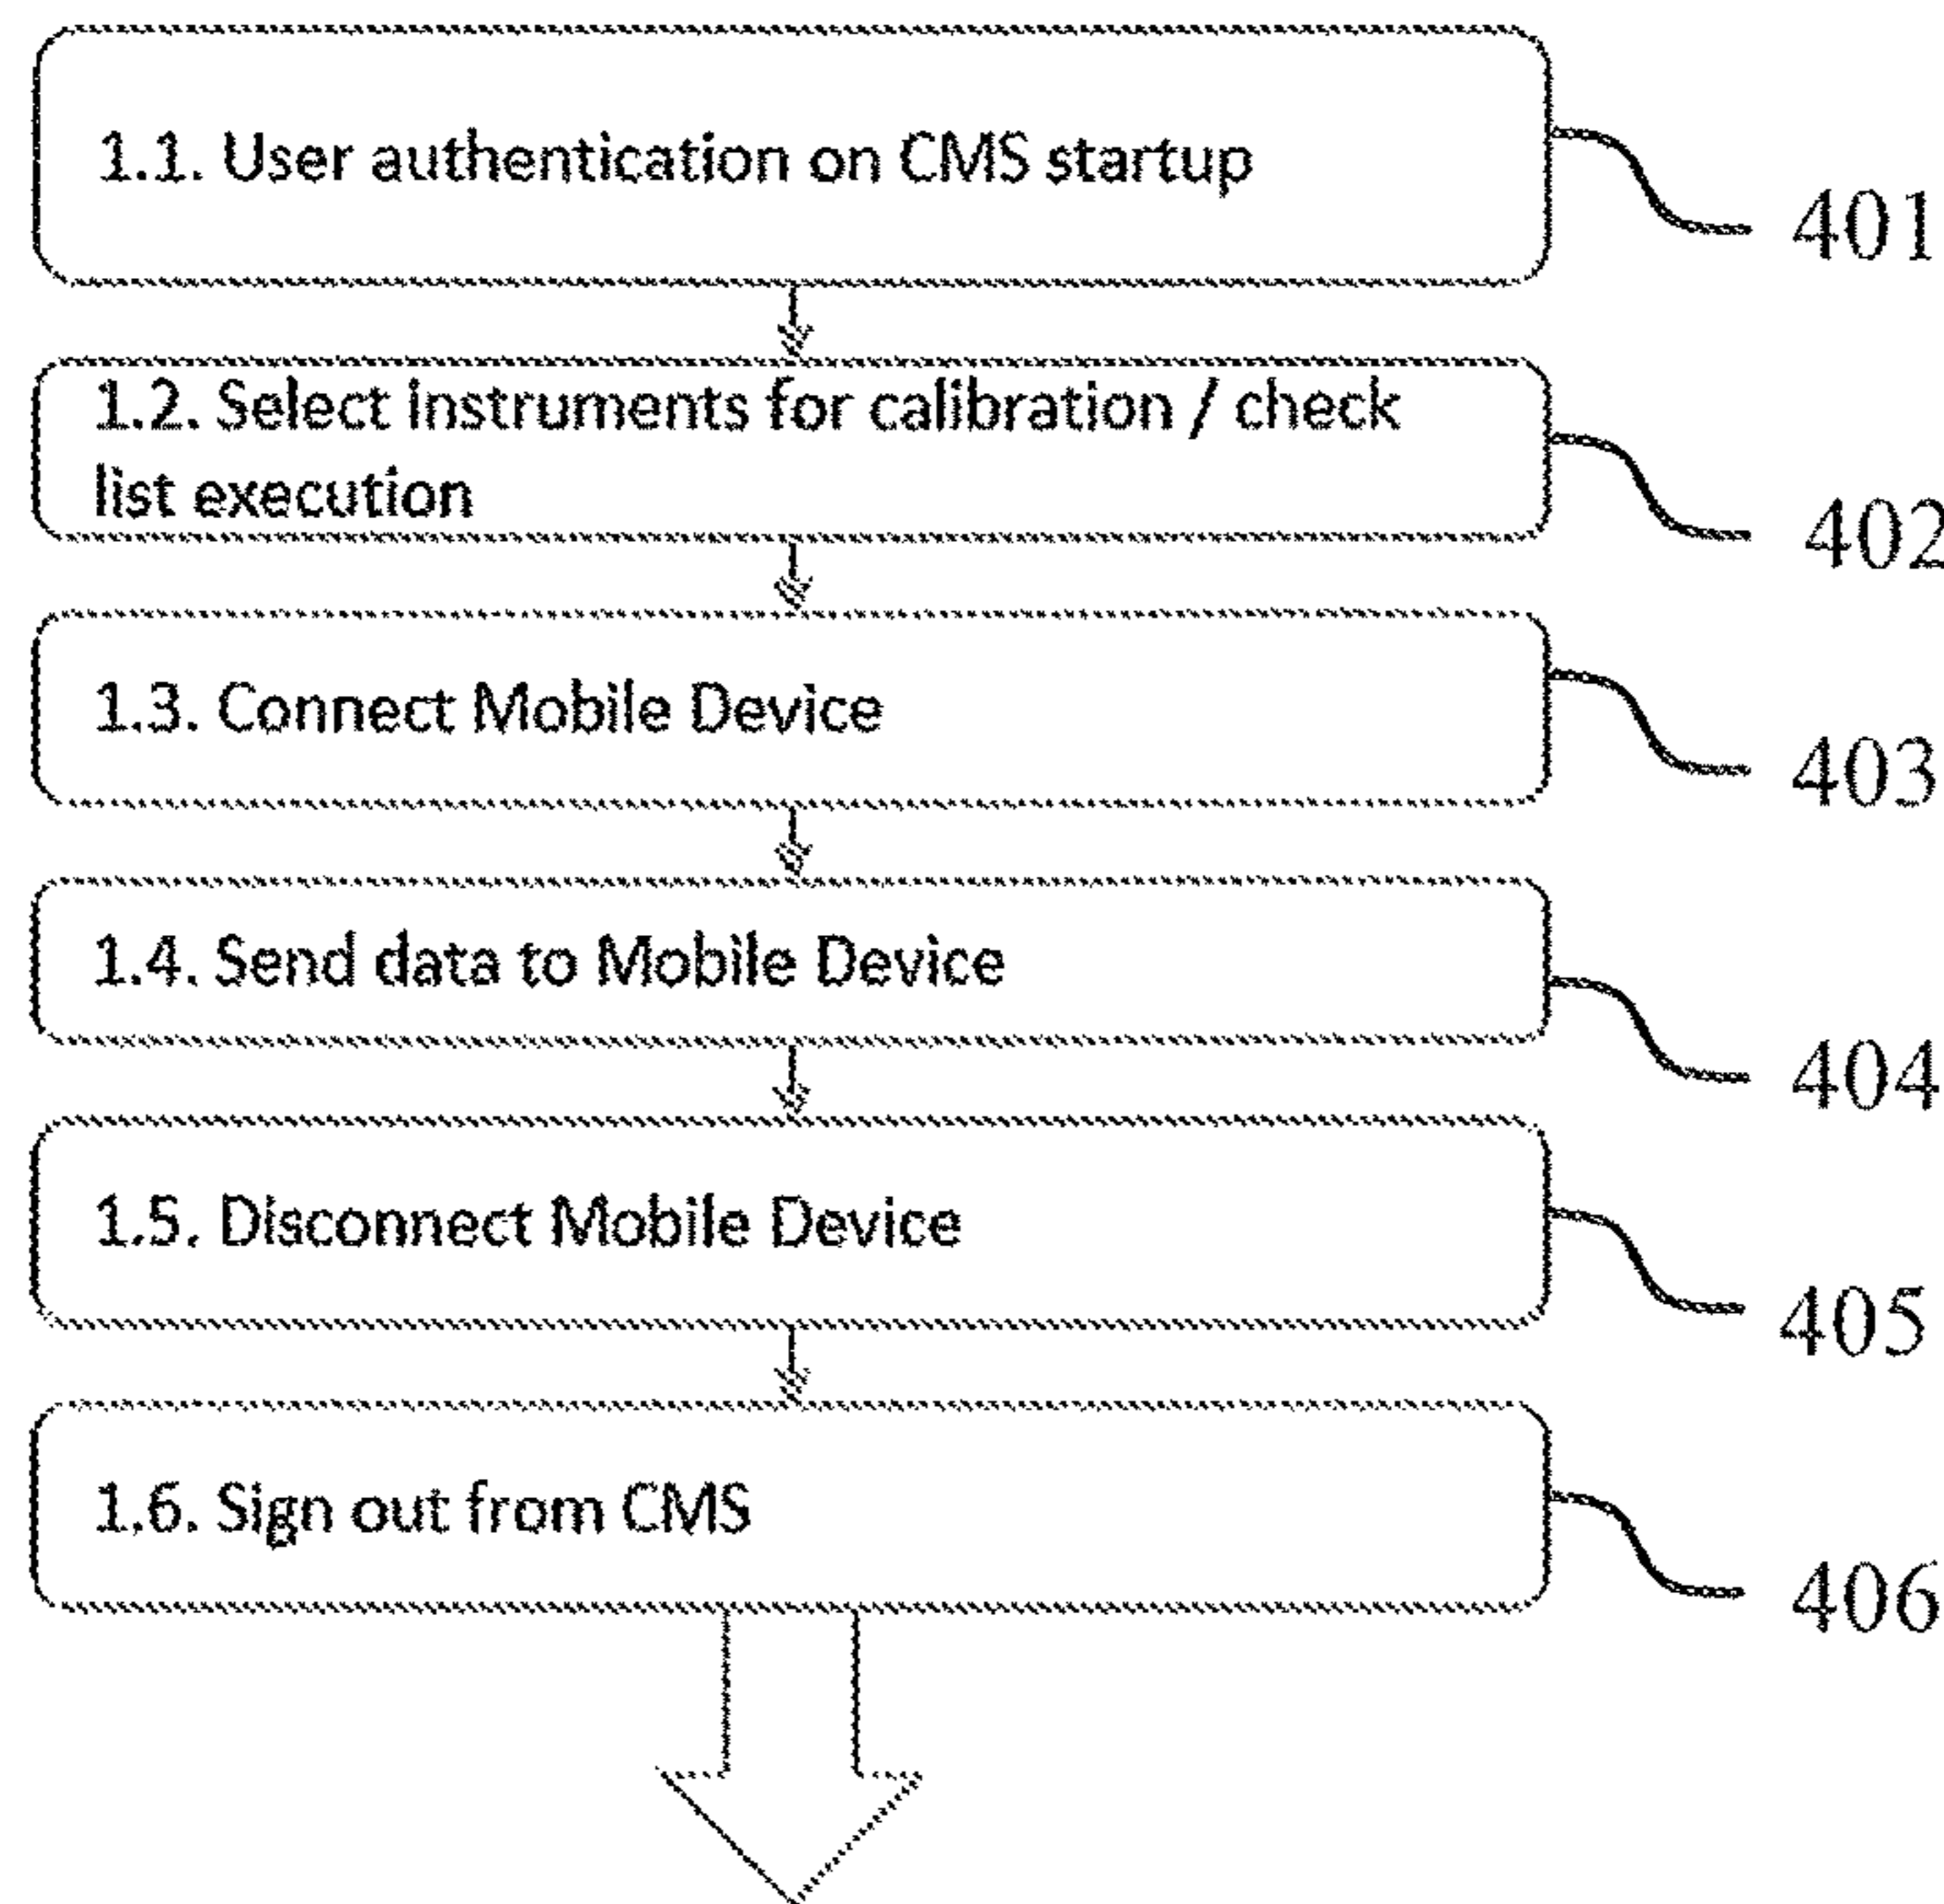 1.1. User authentication on CMS startup
401
1.2. Select instruments for calibration / check
list execution
402
1.3. Connect Mobile Device
403
1.4. Send data to Mobile Device
404
1.5. Disconnect Mobile Device
405
1.6. Sign out from CMS
406